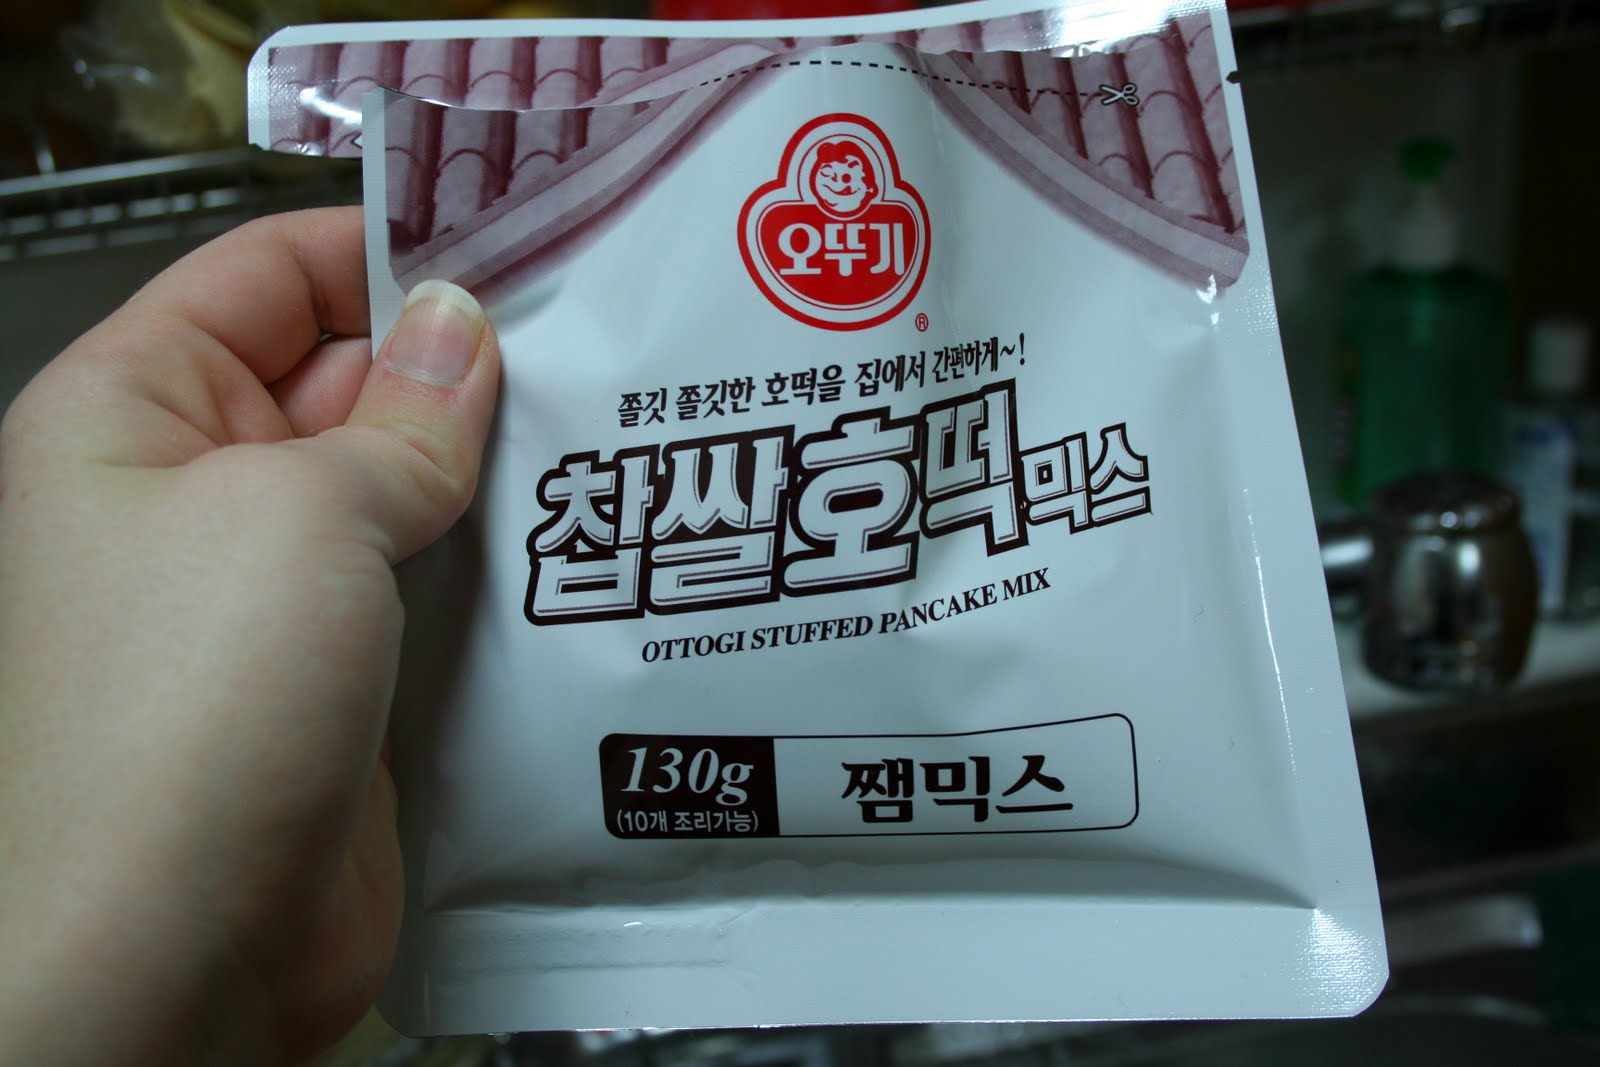 오뚜기
®
쫄깃 쫄깃한 호떡을 집에서 간편하게~!
찹쌀호떡믹스
OTTOGI STUFFED PANCAKE MIX
130g
(10개 조리가능)
쨈믹스